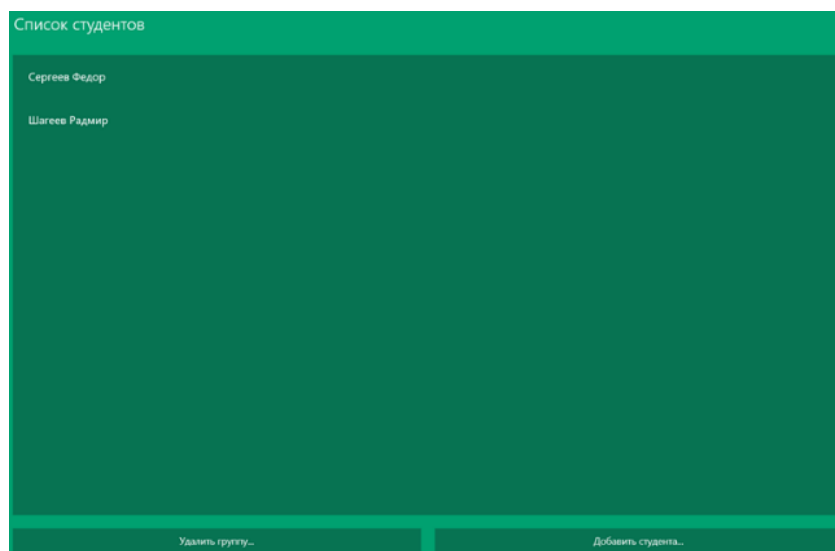 Список студентов
Сергеев Федор
Шагеев Радмир
Удалить группу...
Добавить студента...